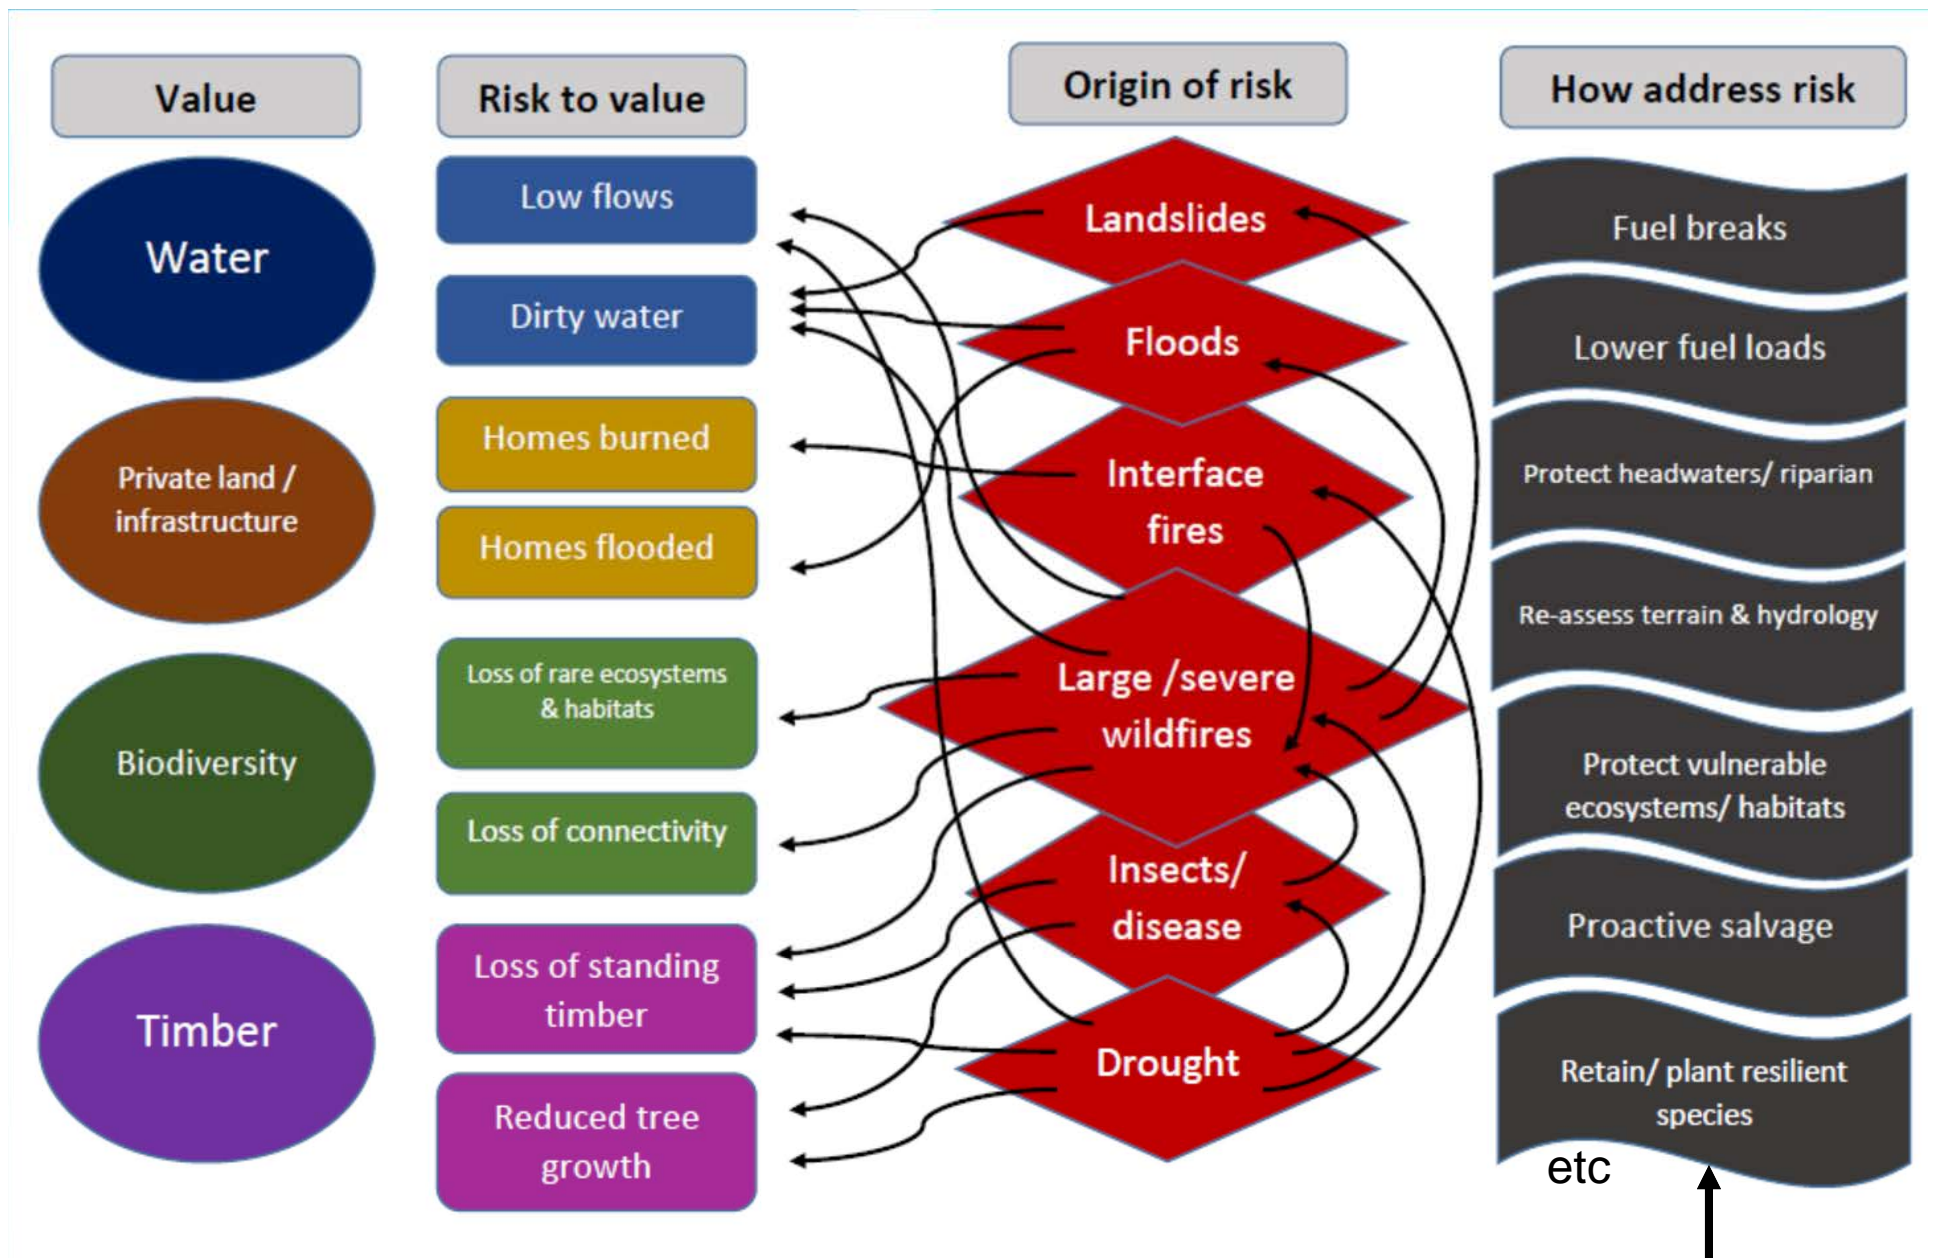 Value
Risk to value
Origin of risk
How address risk
Water
Private land /
infrastructure
Biodiversity
Timber
Low flows
Dirty water
Homes burned
Homes flooded
Loss of rare ecosystems
& habitats
Loss of connectivity
Loss of standing
timber
Reduced tree
growth
Landslides
Floods
Interface
fires
Large /severe
wildfires
Insects/
disease
Drought
Fuel breaks
Lower fuel loads
Protect headwaters/ riparian
Re-assess terrain & hydrology
Protect vulnerable
ecosystems/ habitats
Proactive salvage
Retain/ plant resilient
species
etc